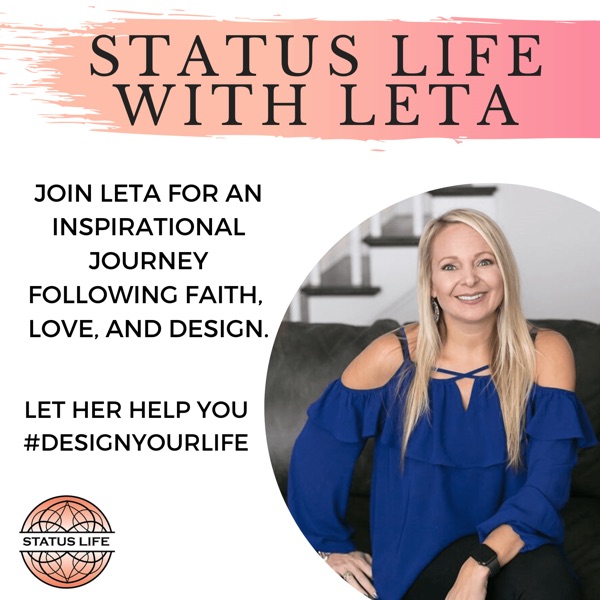 STATUS LIFE
WITH LETA
JOIN LETA FOR AN
INSPIRATIONAL
JOURNEY
FOLLOWING FAITH,
LOVE, AND DESIGN.
LET HER HELP YOU
#DESIGNYOURLIFE
STATUS LIFE